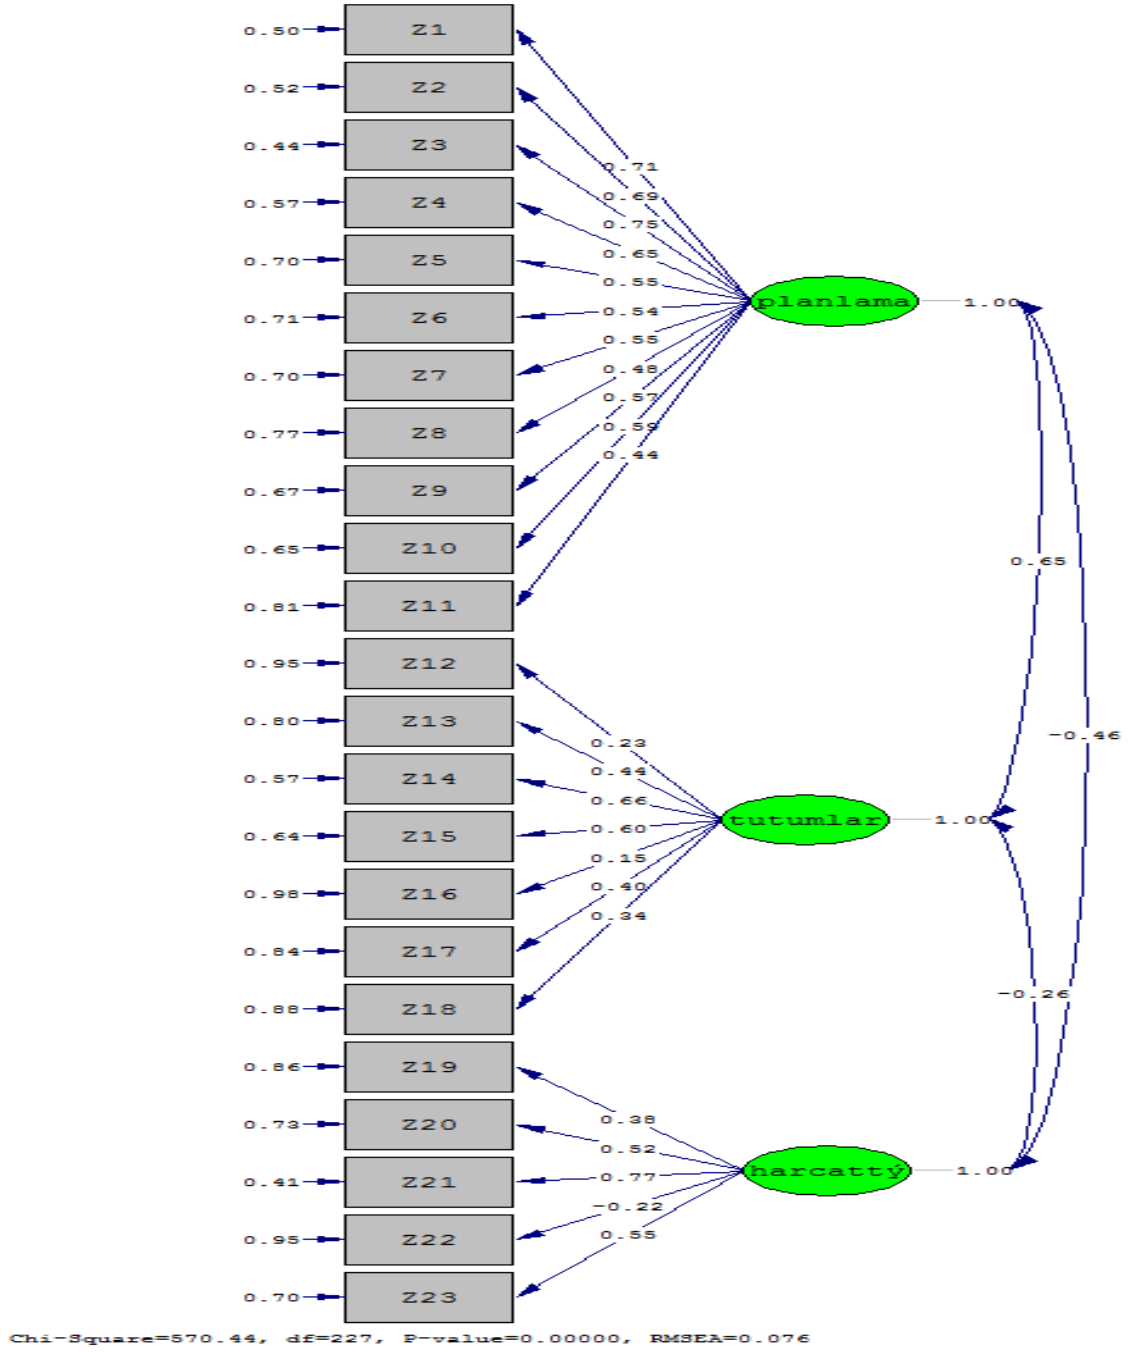 0.50 Z1
0.52 Z2
0.44 Z3
0.71
0.69
0.57 Z4
0.75
0.65
0.70 Z5
0.55
planlama 1.00
0.71 Z6
0.54
0.55
0.70 Z7
0.48
0.57
0.77 Z8
0.59
0.44
0.67 Z9
0.65 Z10
0.65
0.81 Z11
0.95 Z12
0.80 Z13
-0.46
0.23
0.44
0.57 Z14
0.66
tutumlar 1.00
0.64 Z15
0.60
0.15
0.98 Z16
0.40
0.34
0.84 Z17
-0.26
0.88 Z18
0.86 Z19
0.38
0.73 Z20
0.52
harcattý 1.00
0.41 Z21
0.77
-0.22
0.95 Z22
0.55
0.70 Z23
Chi-Square=570.44, df=227, P-value=0.00000, RMSEA=0.076